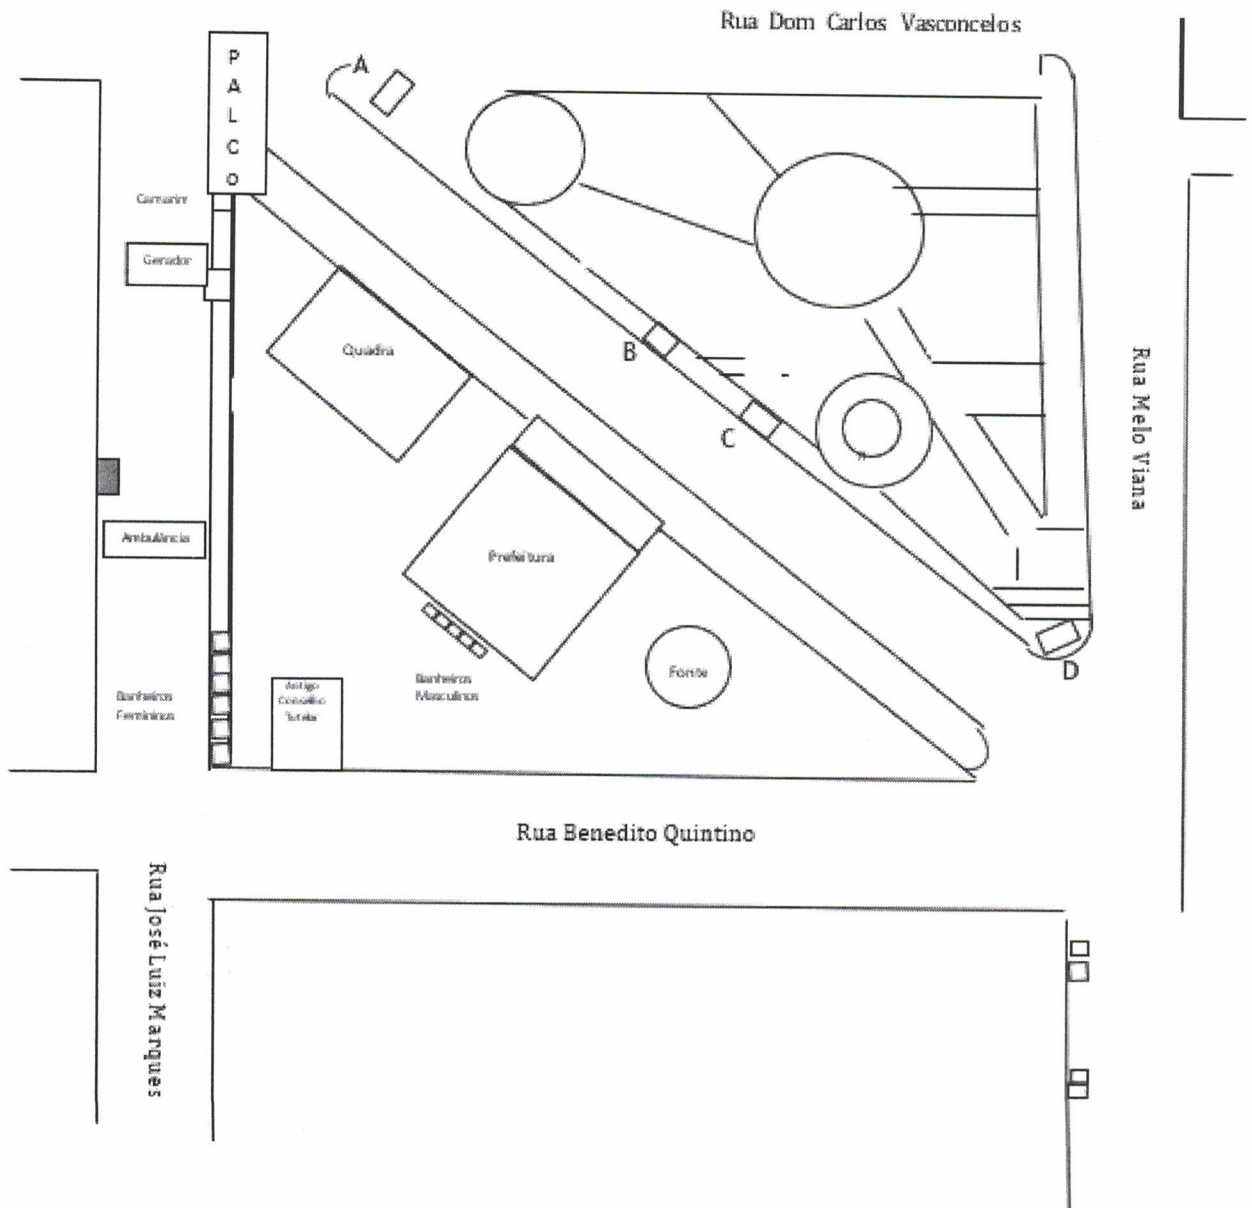 Rua Dom Carlos Vasconcelos
P
A
L
C
O
A
Camarim
Gerador
Quadra
B
C
Rua Melo Viana
Ambulância
Prefeitura
Fonte
D
Banheiros
Femininos
Antigo
Conselho
Tutelar
Banheiros
Masculinos
Rua Benedito Quintino
Rua José Luiz Marques